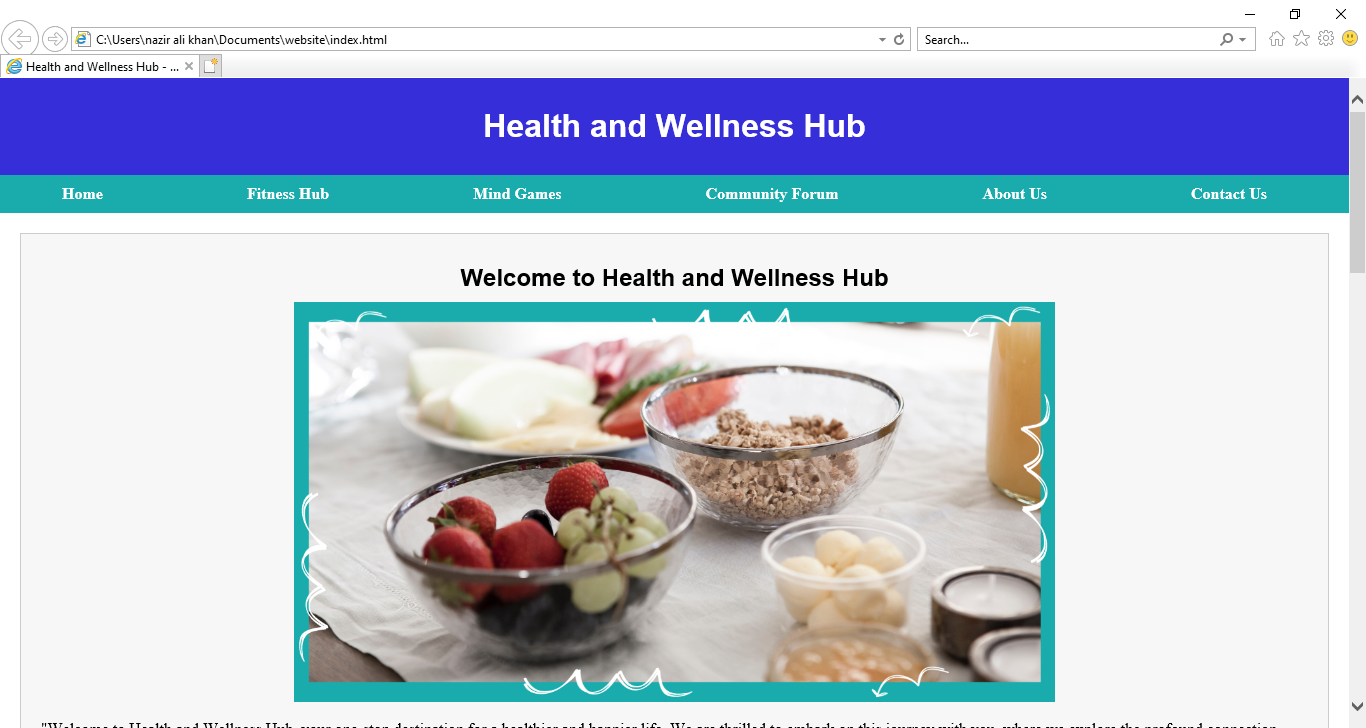 C:\Users\nazir ali khan\Documents\website\index.html
Search...
Health and Wellness Hub - ...
Health and Wellness Hub
Home Fitness Hub Mind Games Community Forum About Us Contact Us
Welcome to Health and Wellness Hub
"Welcome to Health and Wellness Hub, your one-stop destination for a healthier and happier life. We are thrilled to embark on this journey with you, where we explore the profound connection